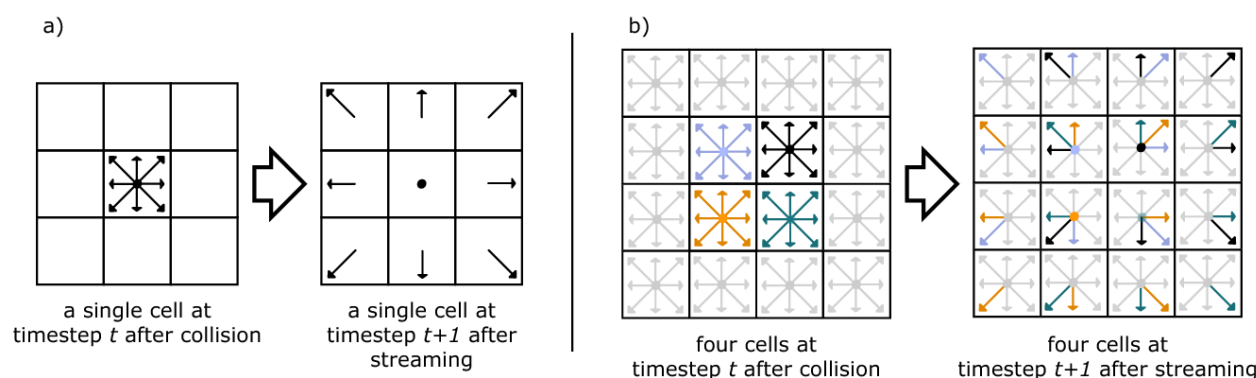 a)
a single cell at
timestep t after collision
a single cell at
timestep t+1 after
streaming
b)
four cells at
timestep t after collision
four cells at
timestep t+1 after streaming